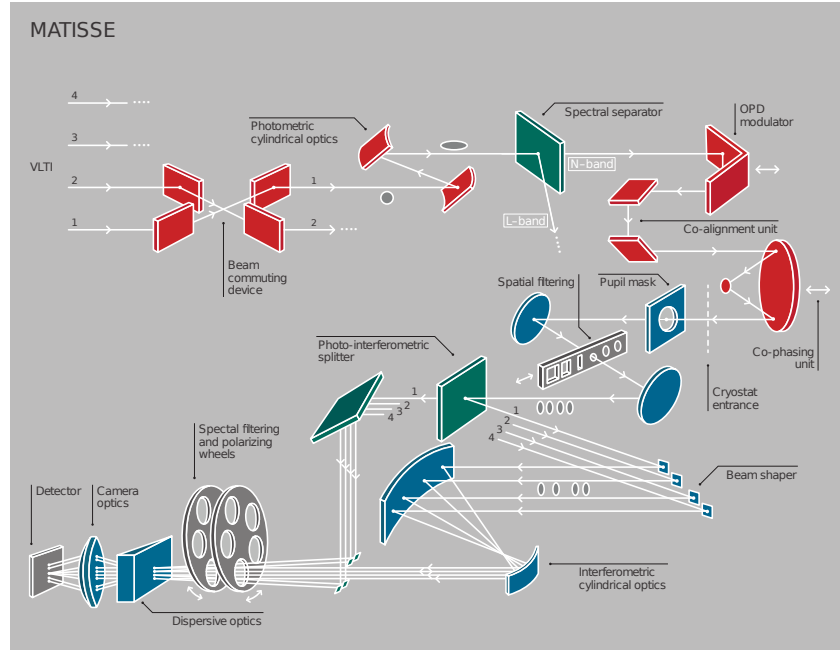 MATISSE
4
3
VLTI
2
1
1
2
Beam
commuting
device
Photometric
cylindrical optics
Spectral separator
N-band
L-band
OPD
modulator
Co-alignment unit
Spatial filtering
Pupil mask
Co-phasing
unit
Cryostat
entrance
Photo-interferometric
splitter
1
2
3
4
1
2
3
4
Beam shaper
Spectal filtering
and polarizing
wheels
Detector
Camera
optics
Interferometric
cylindrical optics
Dispersive optics